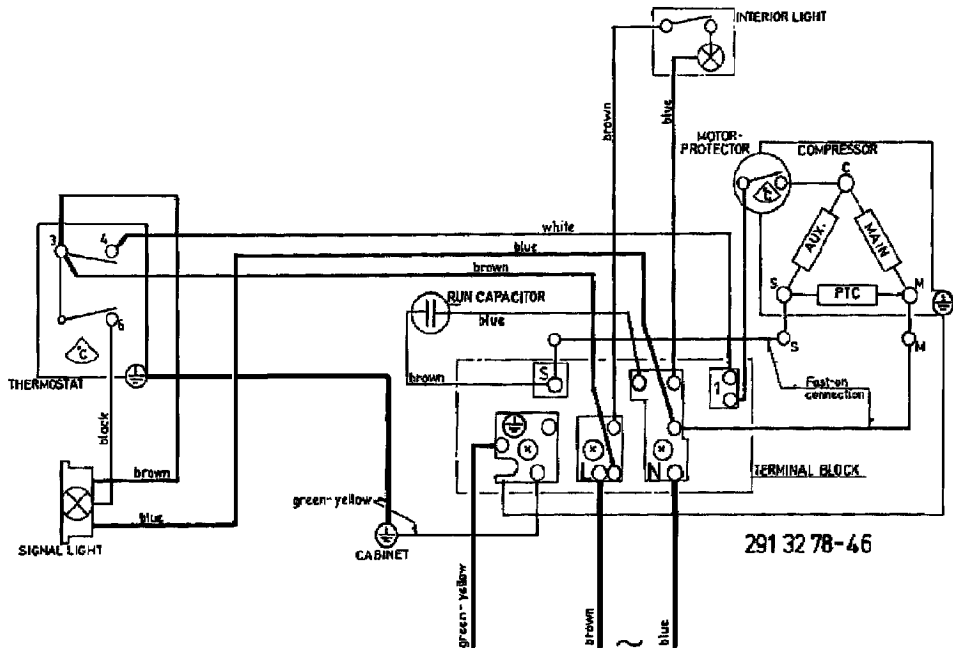 INTERIOR LIGHT
brown
blue
MOTOR-
PROTECTOR
COMPRESSOR
°C
C
AUX.
MAIN
3
4
white
blue
brown
S
PTC
M
RUN CAPACITOR
blue
6
°C
S
M
THERMOSTAT
brown
S
1
Fast-on
connection
black
L
N
TERMINAL BLOCK
brown
green-yellow
blue
SIGNAL LIGHT
CABINET
291 32 78-46
green-yellow
brown
~
blue